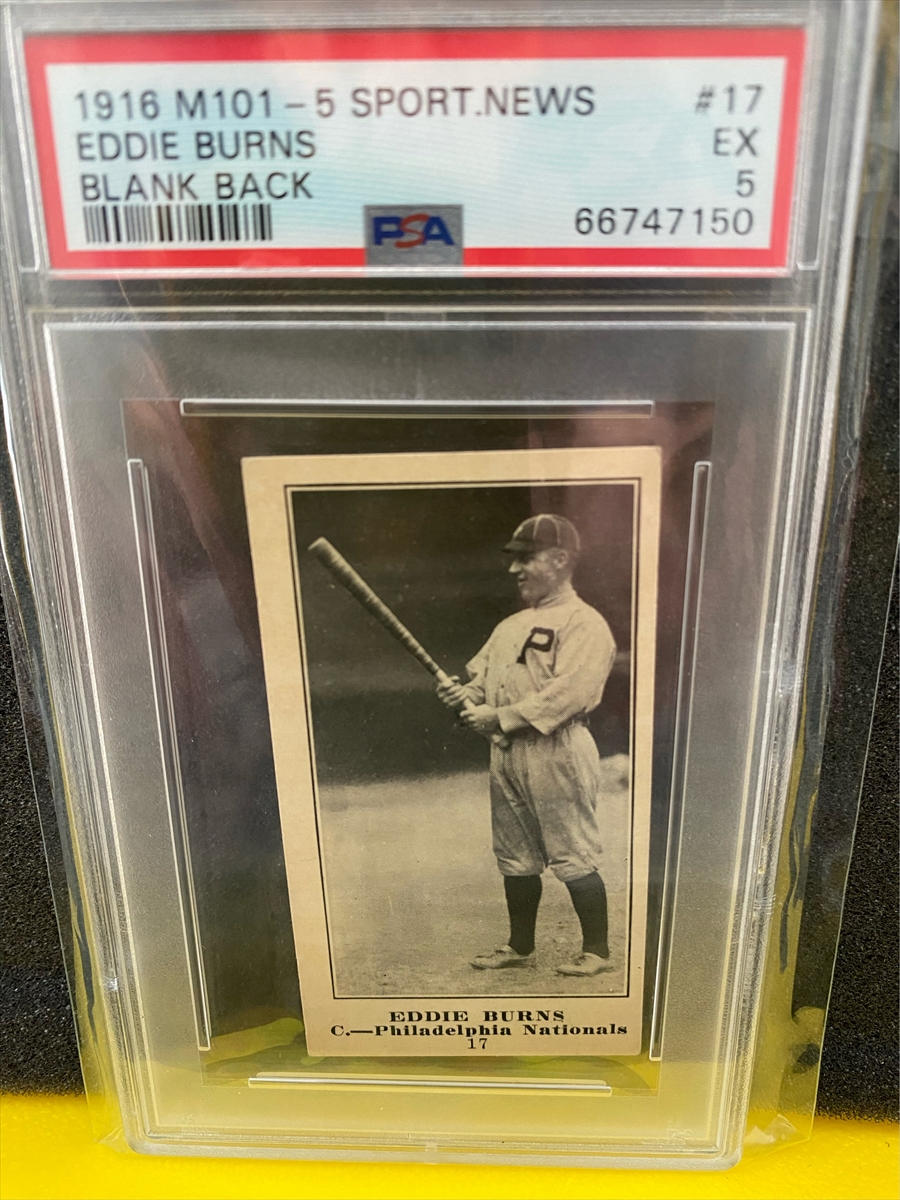 1916 M101-5 SPORT.NEWS #17
EDDIE BURNS EX
BLANK BACK 5
PSA 66747150
P
EDDIE BURNS
C.—Philadelphia Nationals
17